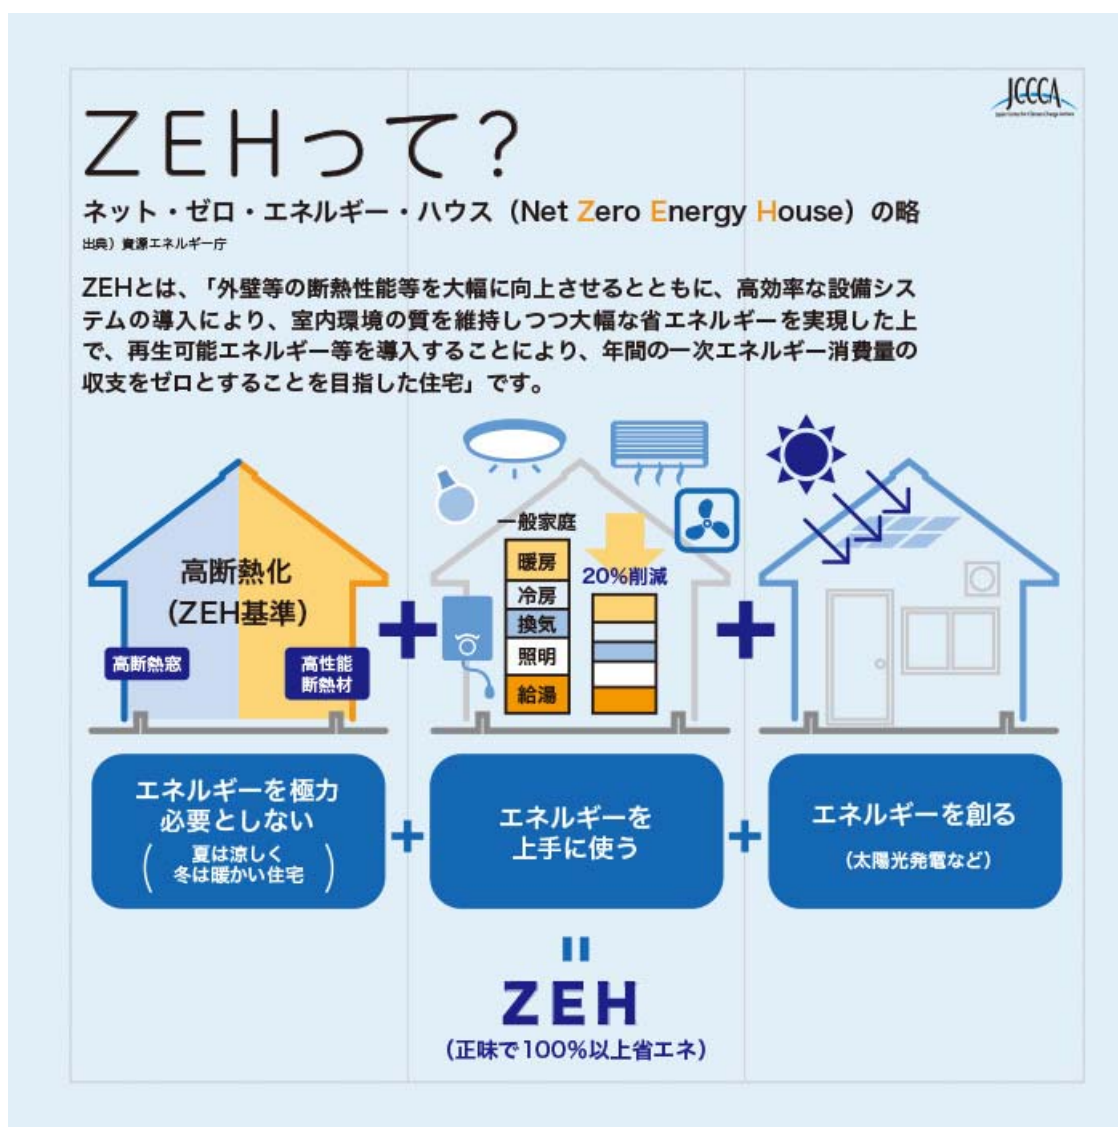 JCCCA
ZEHって?
ネット・ゼロ・エネルギー・ハウス（Net Zero Energy House）の略
出典）資源エネルギー庁
ZEHとは、「外壁等の断熱性能等を大幅に向上させるとともに、高効率な設備シス
テムの導入により、室内環境の質を維持しつつ大幅な省エネルギーを実現した上
で、再生可能エネルギー等を導入することにより、年間の一次エネルギー消費量の
収支をゼロとすることを目指した住宅」です。
高断熱化
（ZEH基準）
高断熱窓
高性能
断熱材
+
一般家庭
暖房
冷房
換気
照明
給湯
20%削減
+
エネルギーを極力
必要としない
（夏は涼しく
冬は暖かい住宅）
+
エネルギーを
上手に使う
+
エネルギーを創る
（太陽光発電など）
=
ZEH
（正味で100%以上省エネ）